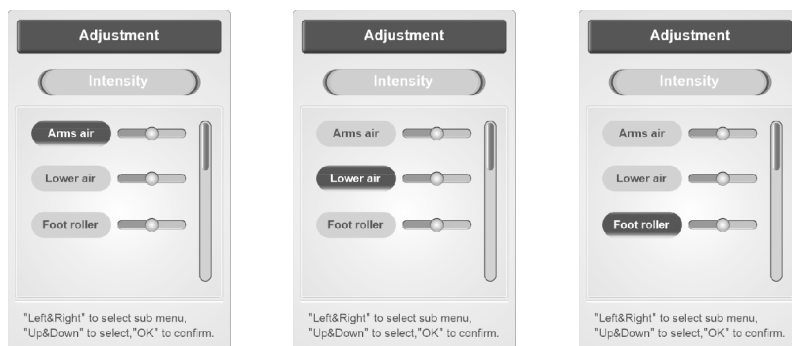 Adjustment
Intensity
Arms air
Lower air
Foot roller
"Left&Right" to select sub menu,
"Up&Down" to select,"OK" to confirm.
Adjustment
Intensity
Arms air
Lower air
Foot roller
"Left&Right" to select sub menu,
"Up&Down" to select,"OK" to confirm.
Adjustment
Intensity
Arms air
Lower air
Foot roller
"Left&Right" to select sub menu,
"Up&Down" to select,"OK" to confirm.